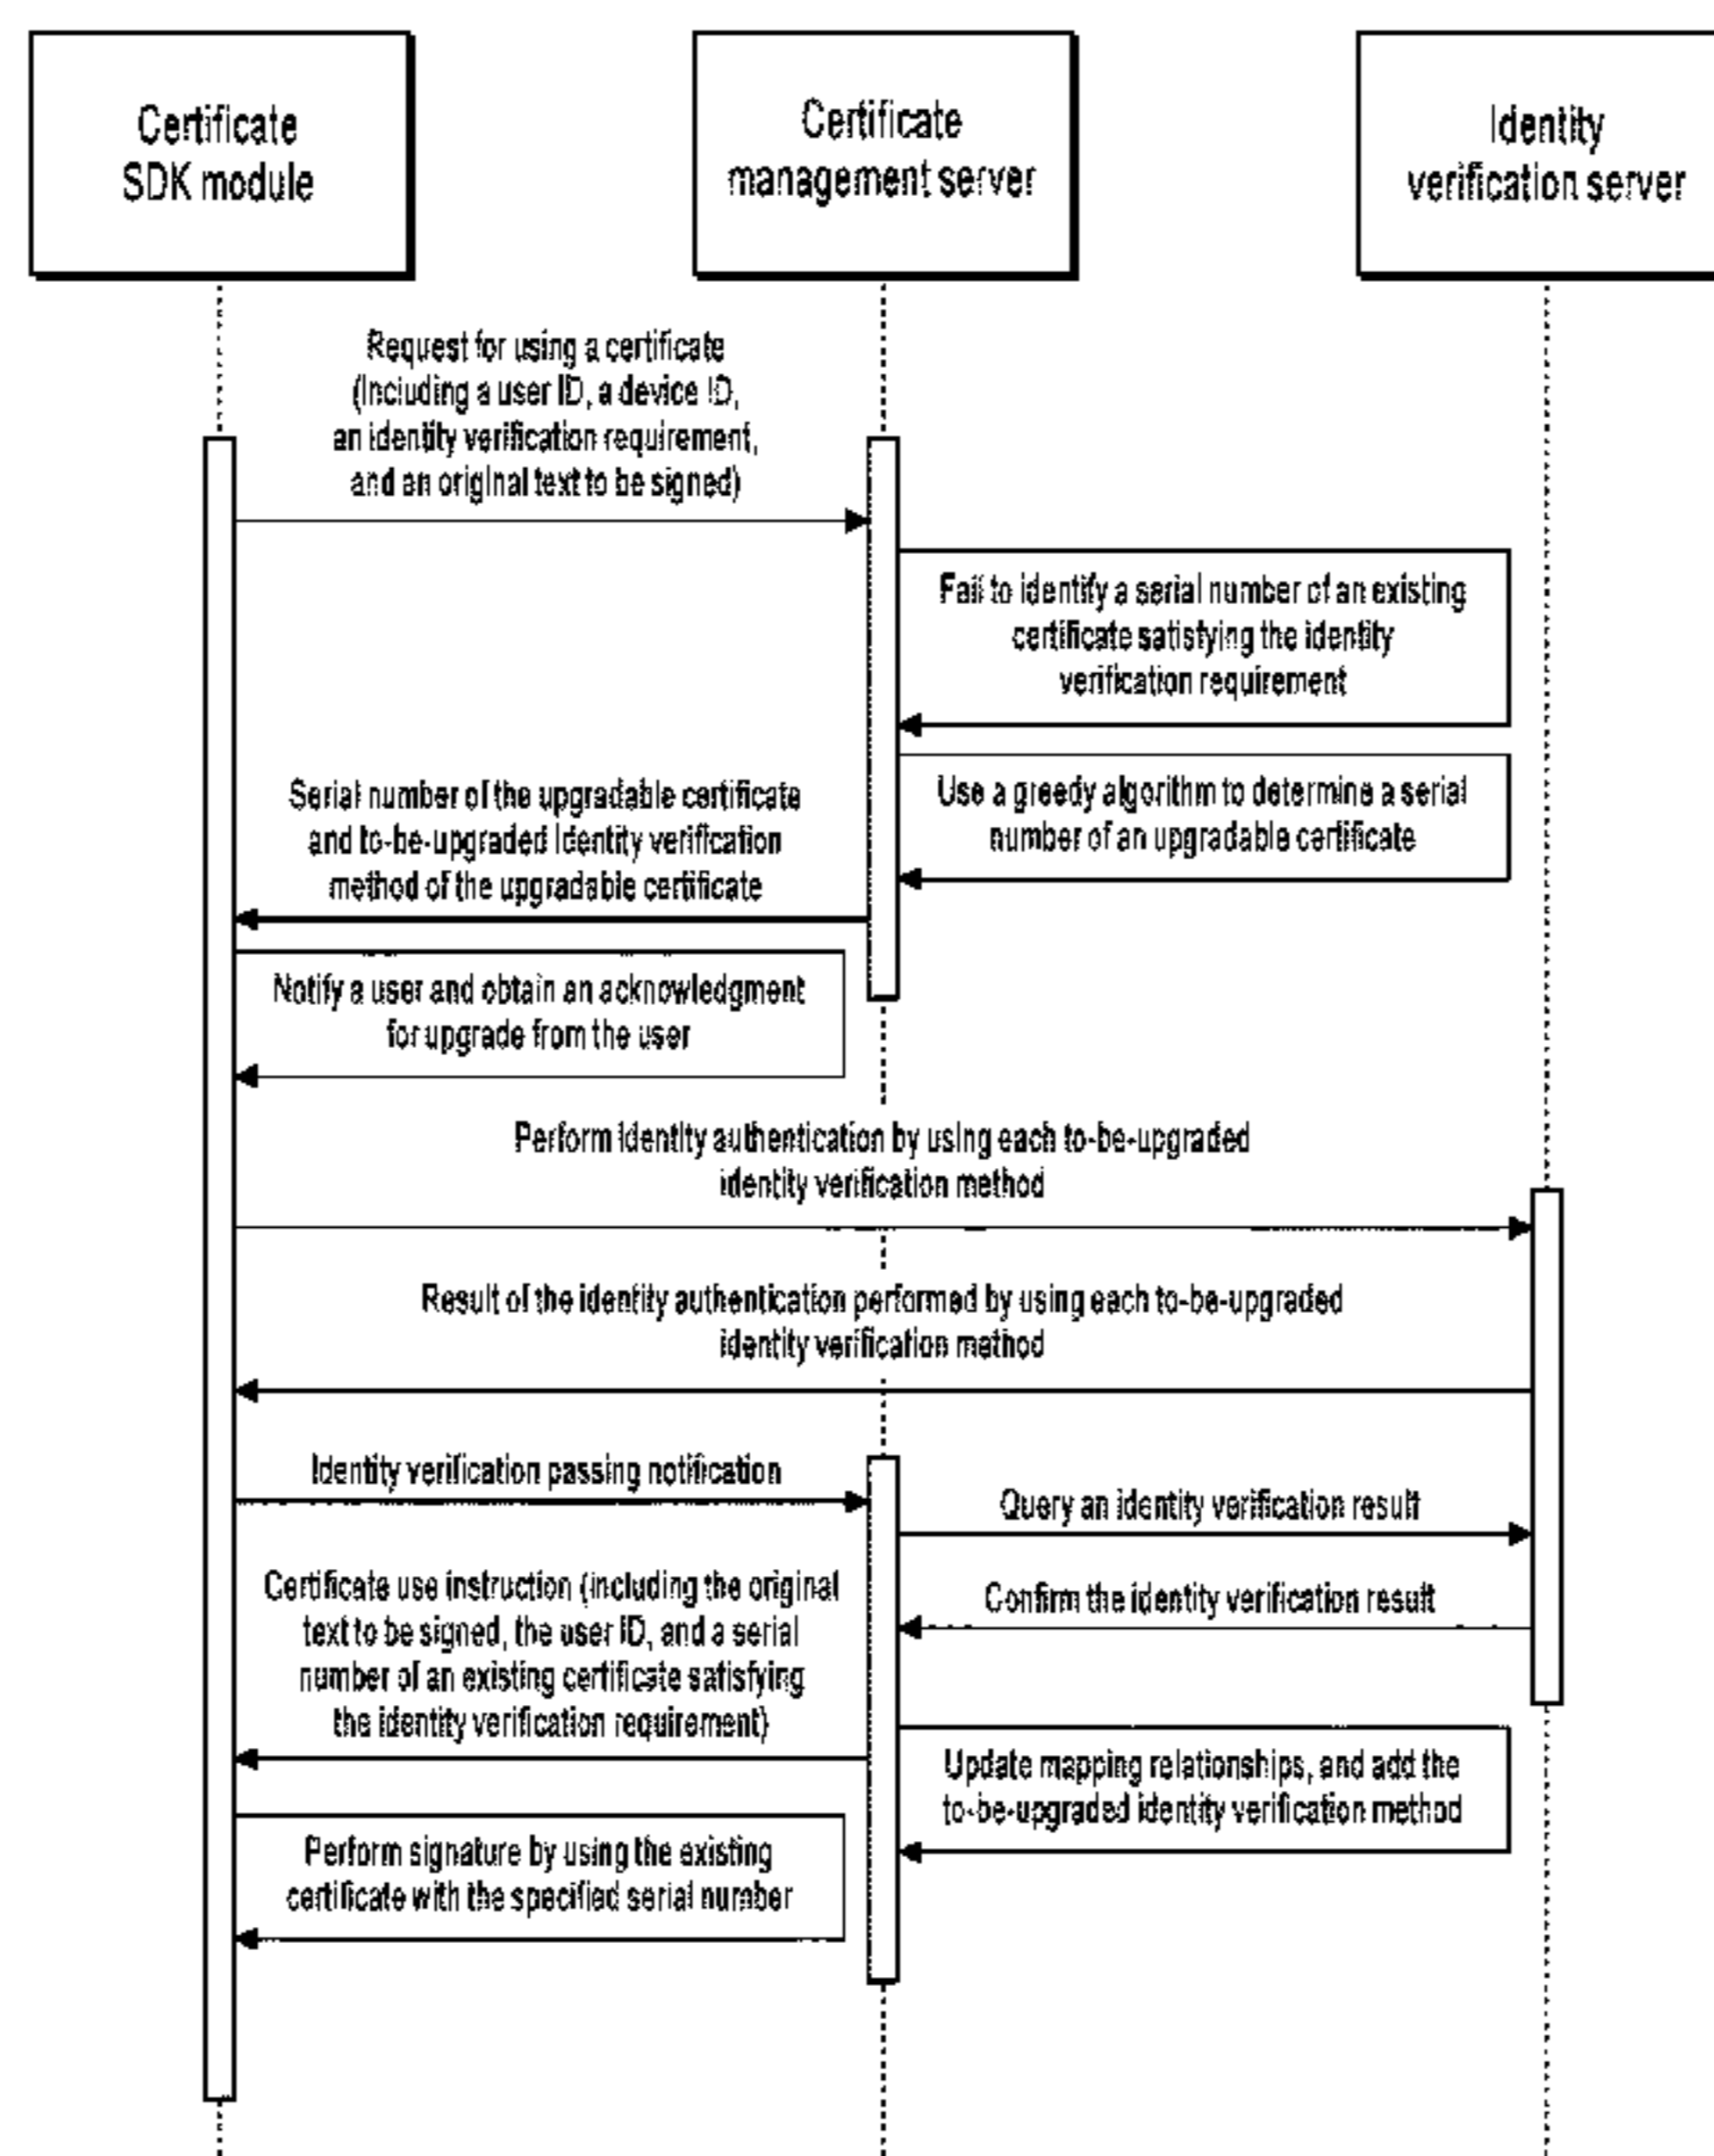 Certificate
SDK module
Certificate
management server
Identity
verification server
Request for using a certificate
(Including a user ID, a device ID,
an identity verification requirement,
and an original text to be signed)
Fail to identify a serial number of an existing
certificate satisfying the identity
verification requirement
Use a greedy algorithm to determine a serial
number of an upgradable certificate
Serial number of the upgradable certificate
and to-be-upgraded identity verification
method of the upgradable certificate
Notify a user and obtain an acknowledgment
for upgrade from the user
Perform identity authentication by using each to-be-upgraded
identity verification method
Result of the identity authentication performed by using each to-be-upgraded
identity verification method
Identity verification passing notification
Query an identity verification result
Confirm the identity verification result
Certificate use instruction (including the original
text to be signed, the user ID, and a serial
number of an existing certificate satisfying
the identity verification requirement)
Update mapping relationships, and add the
to-be-upgraded identity verification method
Perform signature by using the existing
certificate with the specified serial number